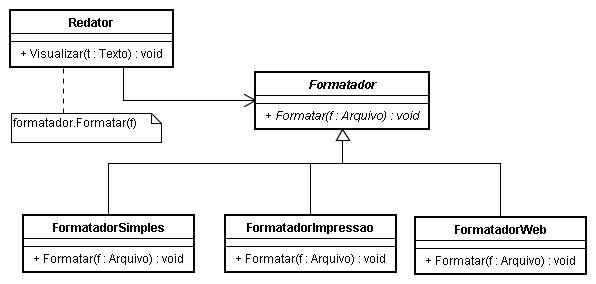 Redator
+ Visualizar(t : Texto) : void
Formatador
+ Formatar(f : Arquivo) : void
formatador.Formatar(f)
FormatadorSimples
+ Formatar(f : Arquivo) : void
FormatadorImpressao
+ Formatar(f : Arquivo) : void
FormatadorWeb
+ Formatar(f : Arquivo) : void